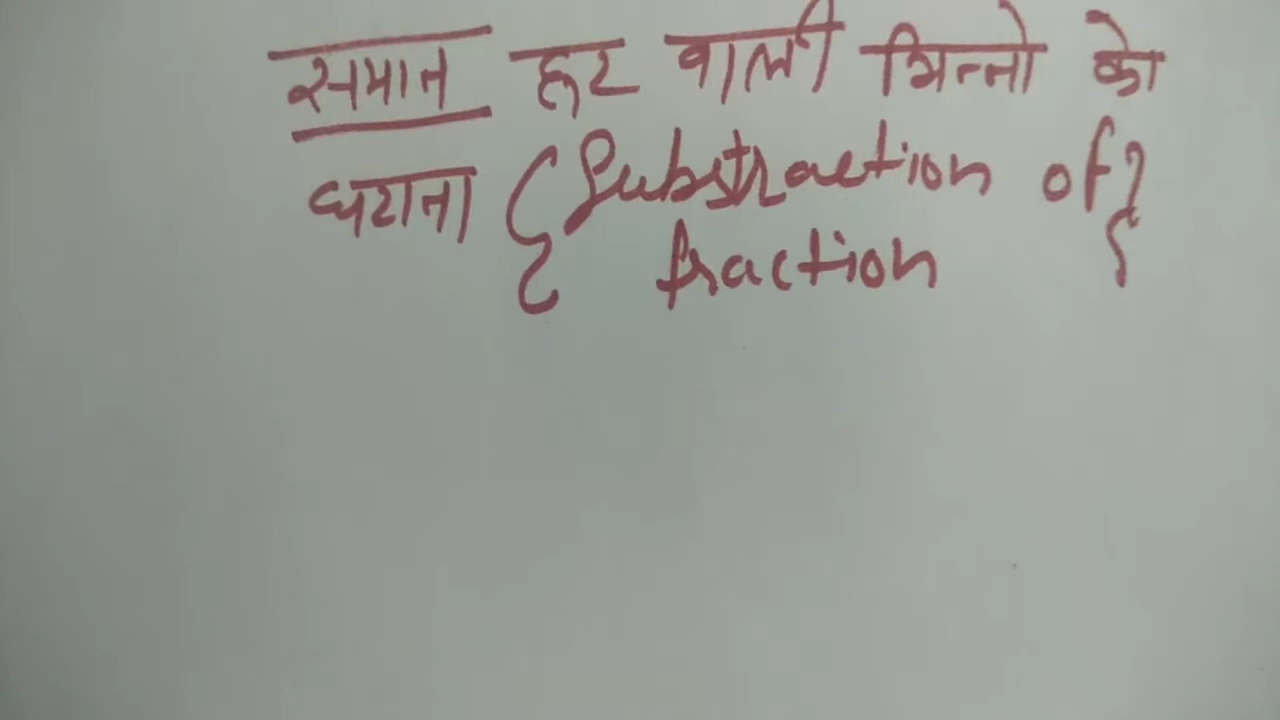 समान हर वाली भिन्नो को
घटाना {Substraction of}
fraction